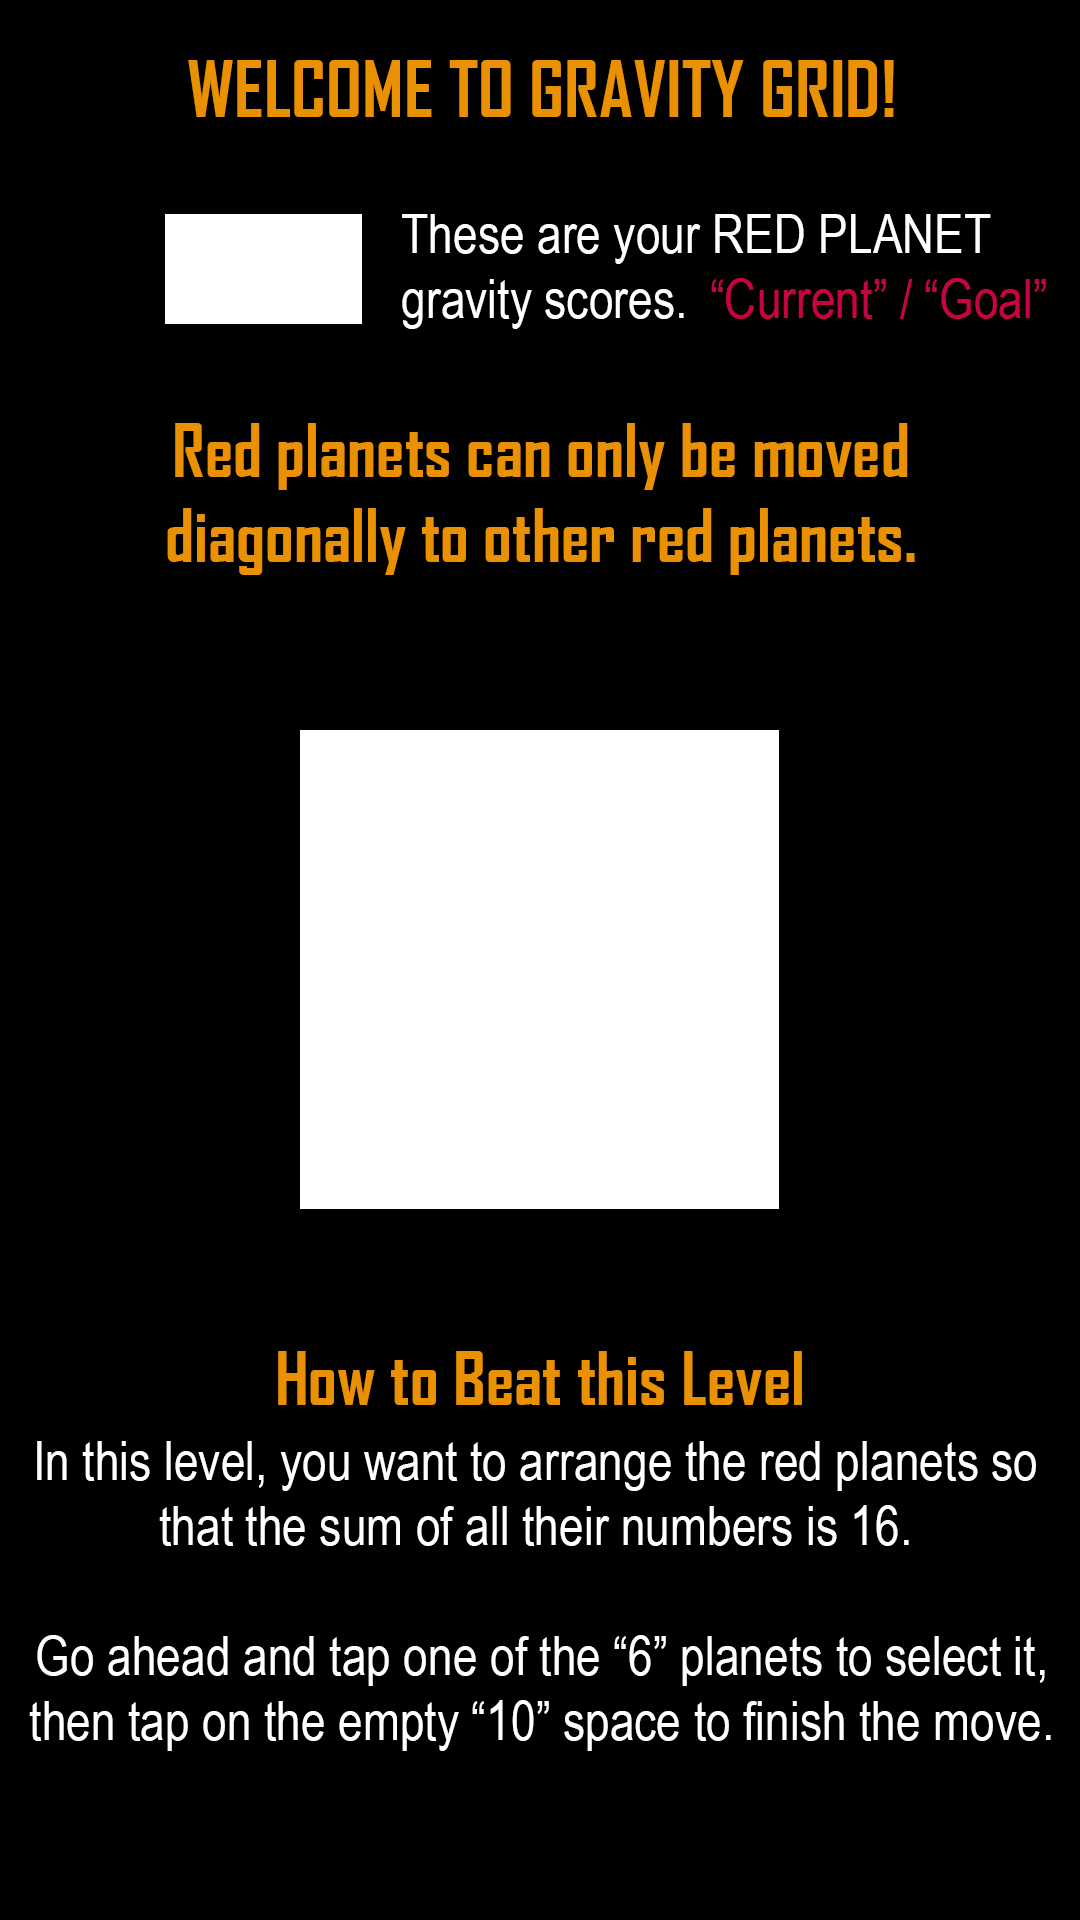 WELCOME TO GRAVITY GRID!
These are your RED PLANET
gravity scores. “Current” / “Goal”
Red planets can only be moved
diagonally to other red planets.
How to Beat this Level
In this level, you want to arrange the red planets so
that the sum of all their numbers is 16.
Go ahead and tap one of the “6” planets to select it,
then tap on the empty “10” space to finish the move.